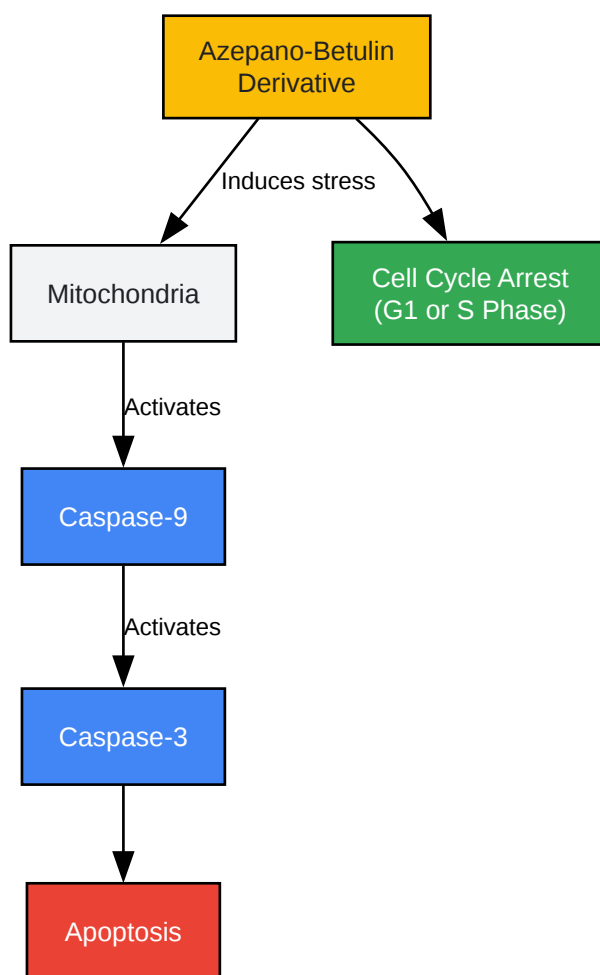 Azepano-Betulin
Derivative
Induces stress
Mitochondria
Cell Cycle Arrest
(G1 or S Phase)
Activates
Caspase-9
Activates
Caspase-3
Apoptosis